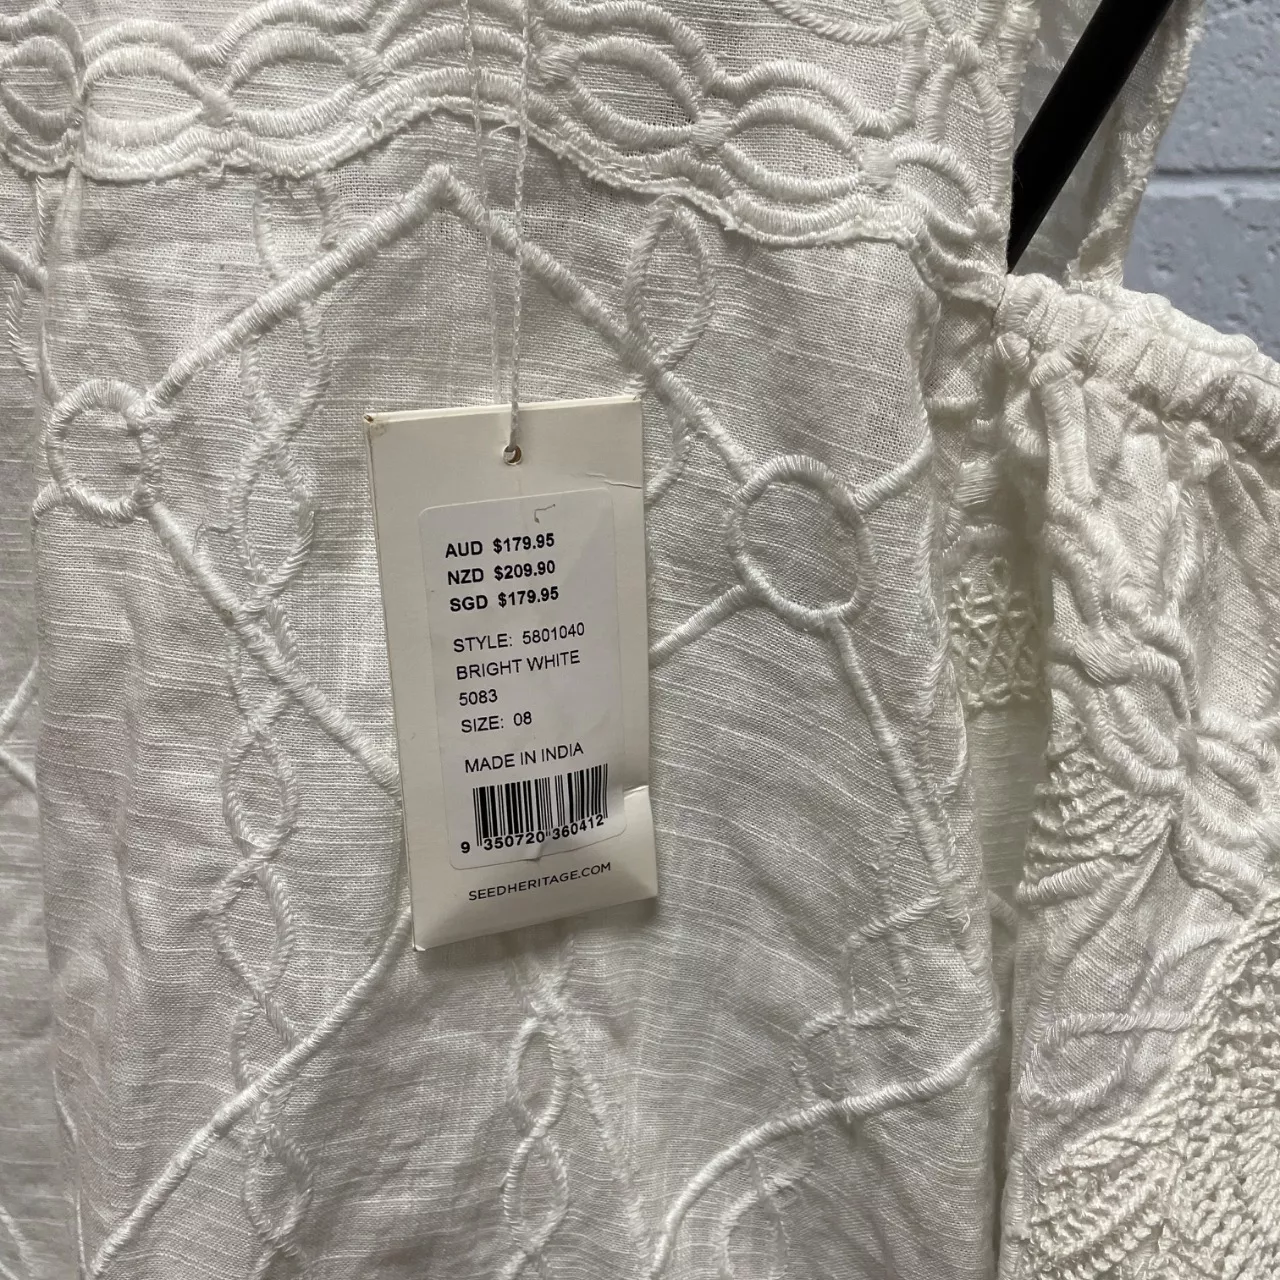 AUD $179.95
NZD $209.90
SGD $179.95
STYLE: 5801040
BRIGHT WHITE
5083
SIZE: 08
MADE IN INDIA
9 350720 360412
SEEDHERITAGE.COM